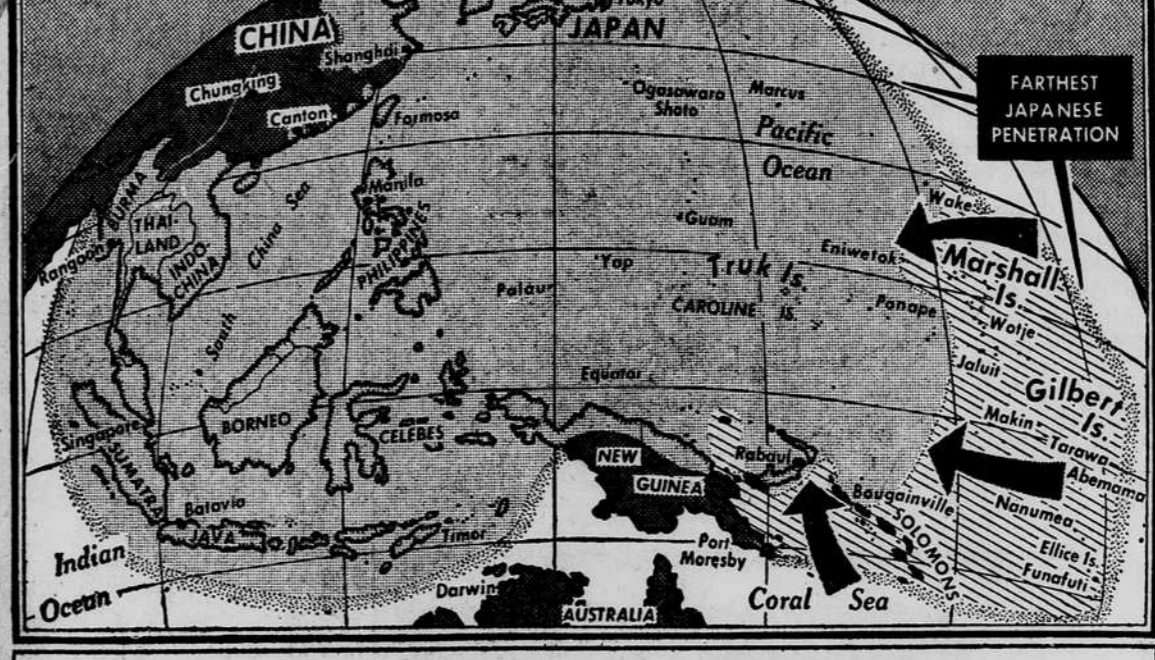 Tokyo
CHINA
JAPAN
Shanghai
FARTHEST
JAPANESE
PENETRATION
Chungking
Ogasawara
Shoto
Marcus
Canton
Formosa
Pacific
Ocean
BURMA
Manila
Wake
THAI-
LAND
China Sea
South
Guam
PHILIPPINES
Rangoon
INDO-
CHINA
Eniwetok
Marshall
Is.
Yap
Truk Is.
Palau
CAROLINE IS.
Ponape
Wotje
Jaluit
Equator
Gilbert
Is.
BORNEO
Makin
Singapore
CELEBES
Tarawa
NEW
GUINEA
Rabaul
Abemama
SUMATRA
Bougainville
Nanumea
Batavia
SOLOMONS
JAVA
Timor
Port
Moresby
Ellice Is.
Indian
Ocean
Funafuti
Darwin
Coral Sea
AUSTRALIA